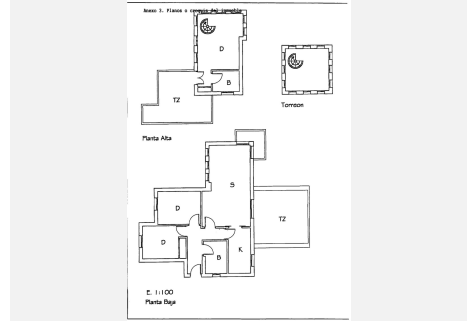 Anexo 3. Planos o croquis del inmueble
D
B
TZ
Torreon
Planta Alta
S
D
TZ
D
K
B
E. 1:100
Planta Baja